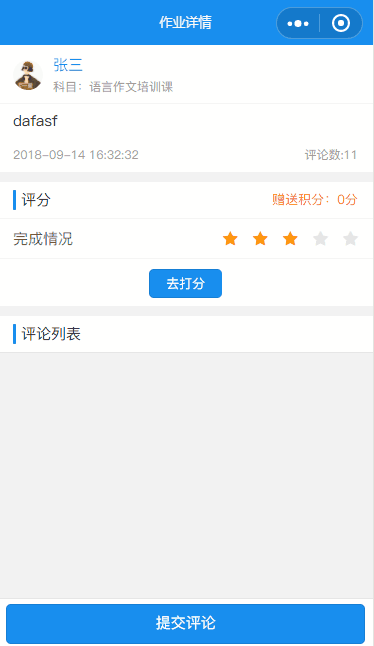 作业详情
张三
科目：语言作文培训课
dafasf
2018-09-14 16:32:32
评论数:11
评分
赠送积分：0分
完成情况
去打分
评论列表
提交评论